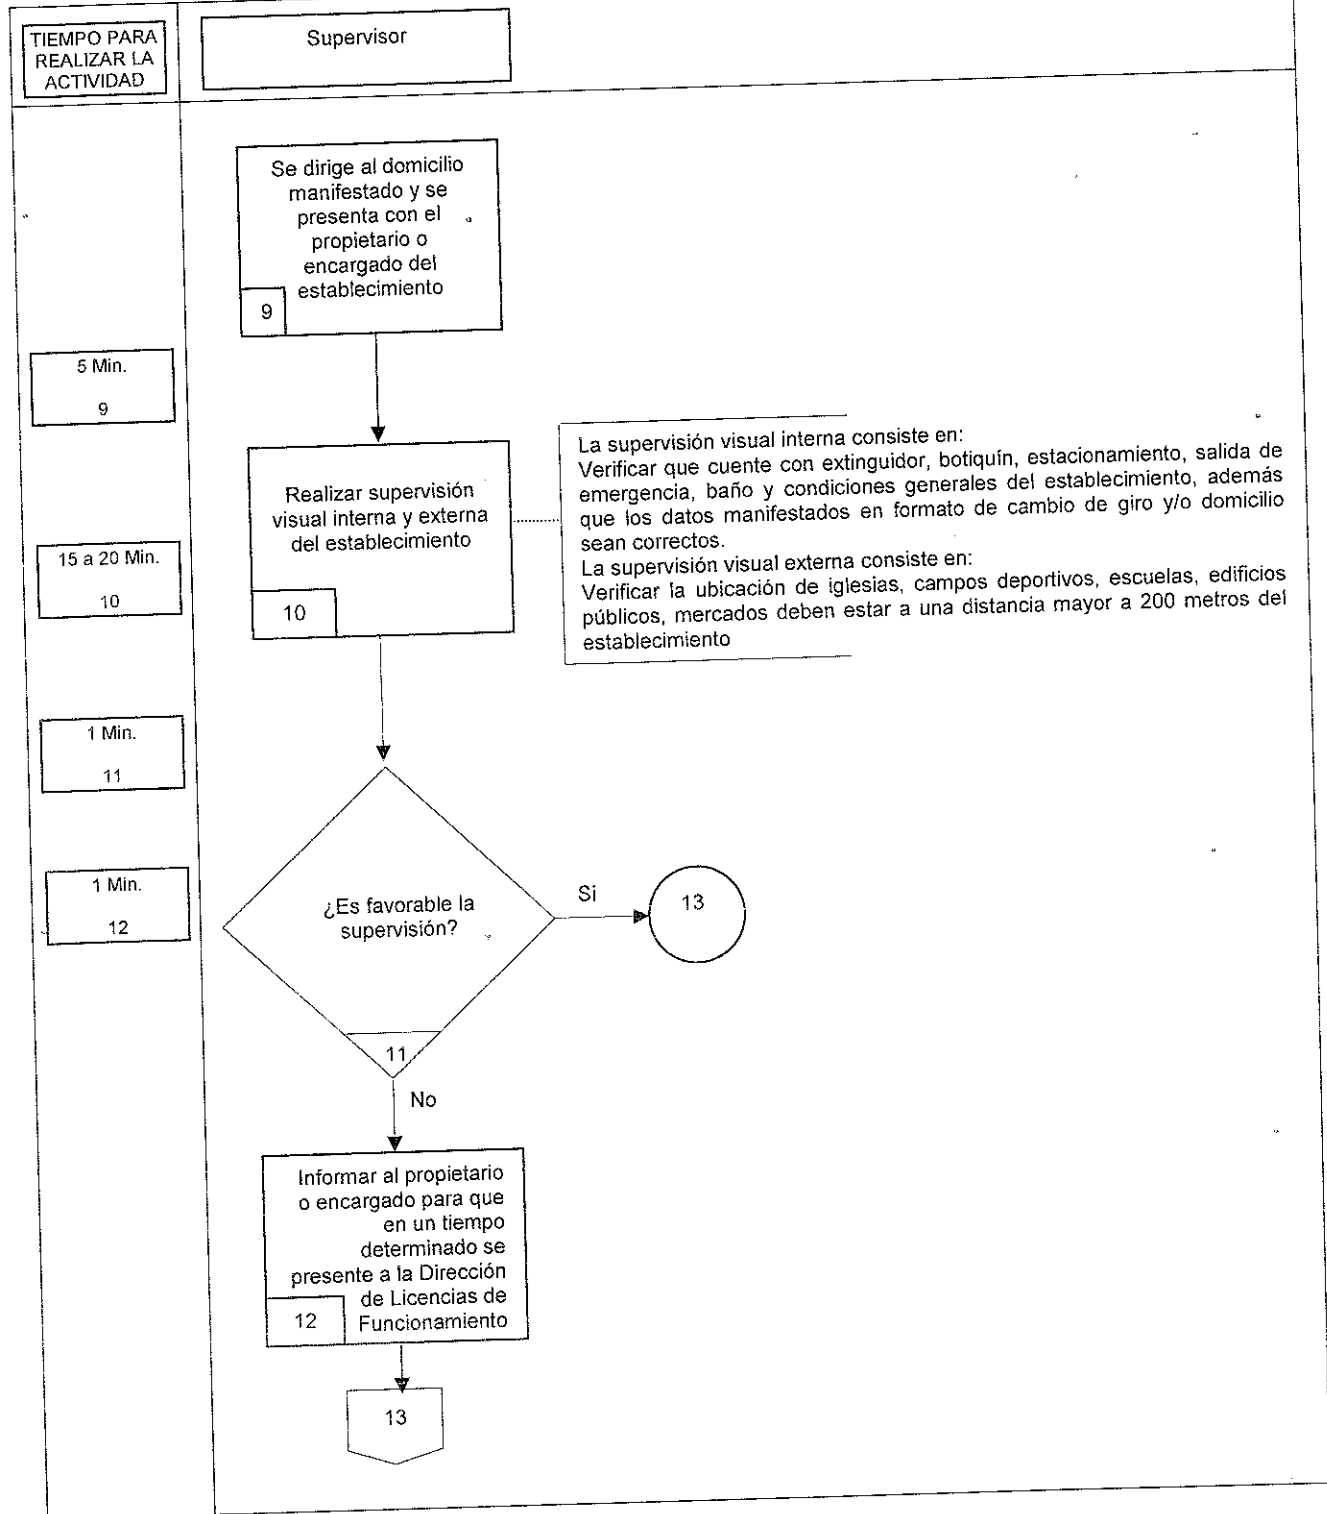 TIEMPO PARA
REALIZAR LA
ACTIVIDAD
Supervisor
Se dirige al domicilio
manifestado y se
presenta con el
propietario o
encargado del
establecimiento
9
5 Min.
9
Realizar supervisión
visual interna y externa
del establecimiento
10
La supervisión visual interna consiste en:
Verificar que cuente con extinguidor, botiquín, estacionamiento, salida de
emergencia, baño y condiciones generales del establecimiento, además
que los datos manifestados en formato de cambio de giro y/o domicilio
sean correctos.
La supervisión visual externa consiste en:
Verificar la ubicación de iglesias, campos deportivos, escuelas, edificios
públicos, mercados deben estar a una distancia mayor a 200 metros del
establecimiento
15 a 20 Min.
10
1 Min.
11
1 Min.
12
¿Es favorable la
supervisión?
11
Si
13
No
Informar al propietario
o encargado para que
en un tiempo
determinado se
presente a la Dirección
de Licencias de
Funcionamiento
12
13